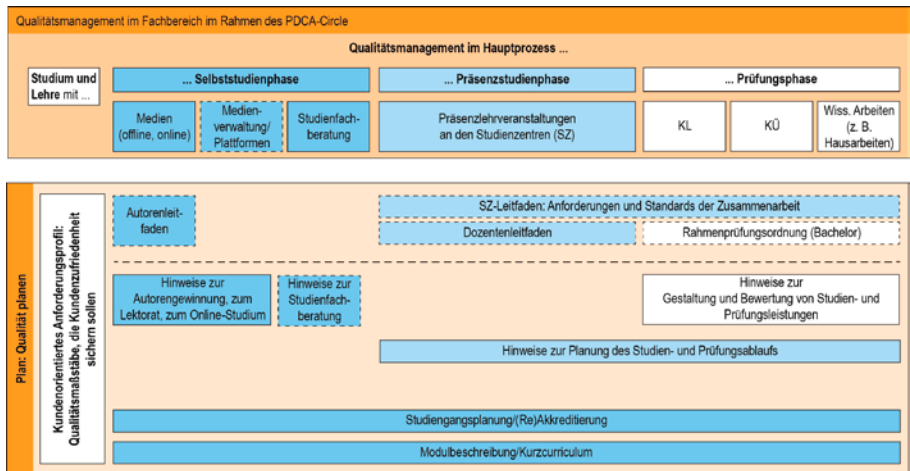 Qualitätsmanagement im Fachbereich im Rahmen des PDCA-Circle
Qualitätsmanagement im Hauptprozess ...
Studium und
Lehre mit ...
... Selbststudienphase
... Präsenzstudienphase
... Prüfungsphase
Medien
(offline, online)
Medien-
verwaltung/
Plattformen
Studienfach-
beratung
Präsenzlehrveranstaltungen
an den Studienzentren (SZ)
KL
KÜ
Wiss. Arbeiten
(z. B.
Hausarbeiten)
Plan: Qualität planen
Kundenorientiertes Anforderungsprofil:
Qualitätsmaßstäbe, die Kundenzufriedenheit
sichern sollen
Autorenleit-
faden
SZ-Leitfaden: Anforderungen und Standards der Zusammenarbeit
Dozentenleitfaden
Rahmenprüfungsordnung (Bachelor)
Hinweise zur
Autorengewinnung, zum
Lektorat, zum Online-Studium
Hinweise zur
Studienfach-
beratung
Hinweise zur
Gestaltung und Bewertung von Studien- und
Prüfungsleistungen
Hinweise zur Planung des Studien- und Prüfungsablaufs
Studiengangsplanung/(Re)Akkreditierung
Modulbeschreibung/Kurzcurriculum